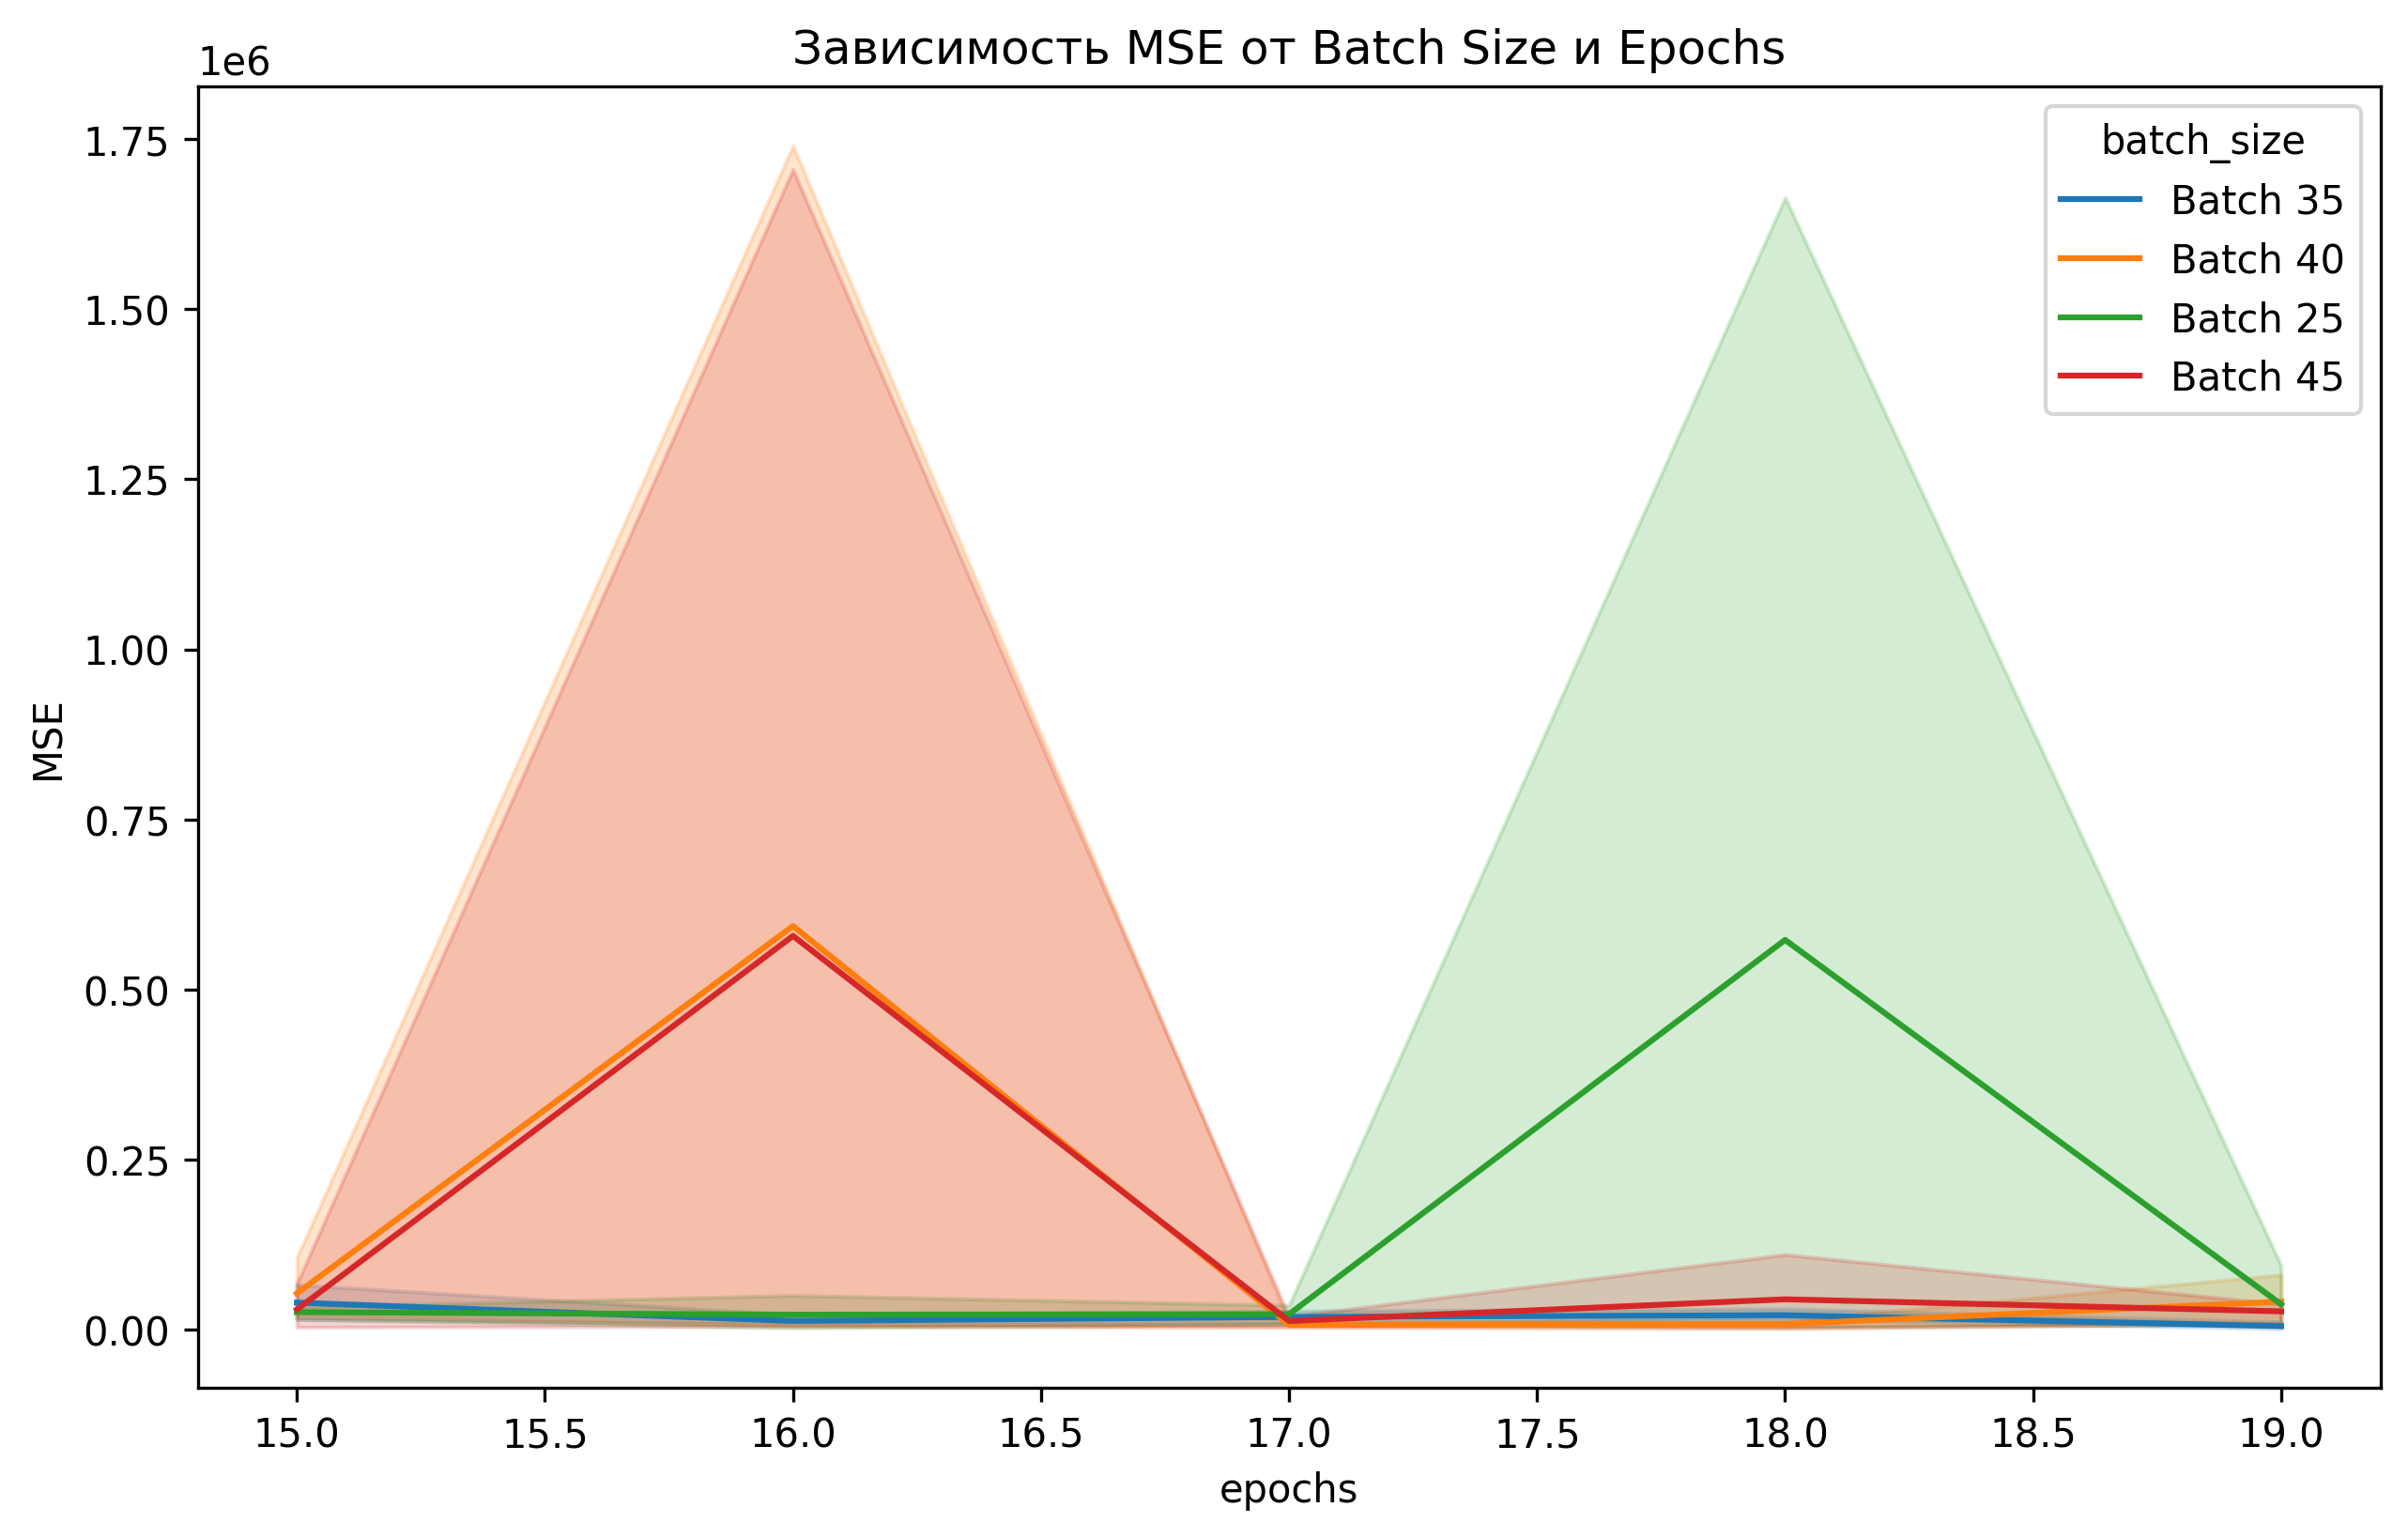 Зависимость MSE от Batch Size и Epochs
1e6
1.75
1.50
1.25
1.00
0.75
0.50
0.25
0.00
MSE
batch_size
Batch 35
Batch 40
Batch 25
Batch 45
15.0 15.5 16.0 16.5 17.0 17.5 18.0 18.5 19.0
epochs